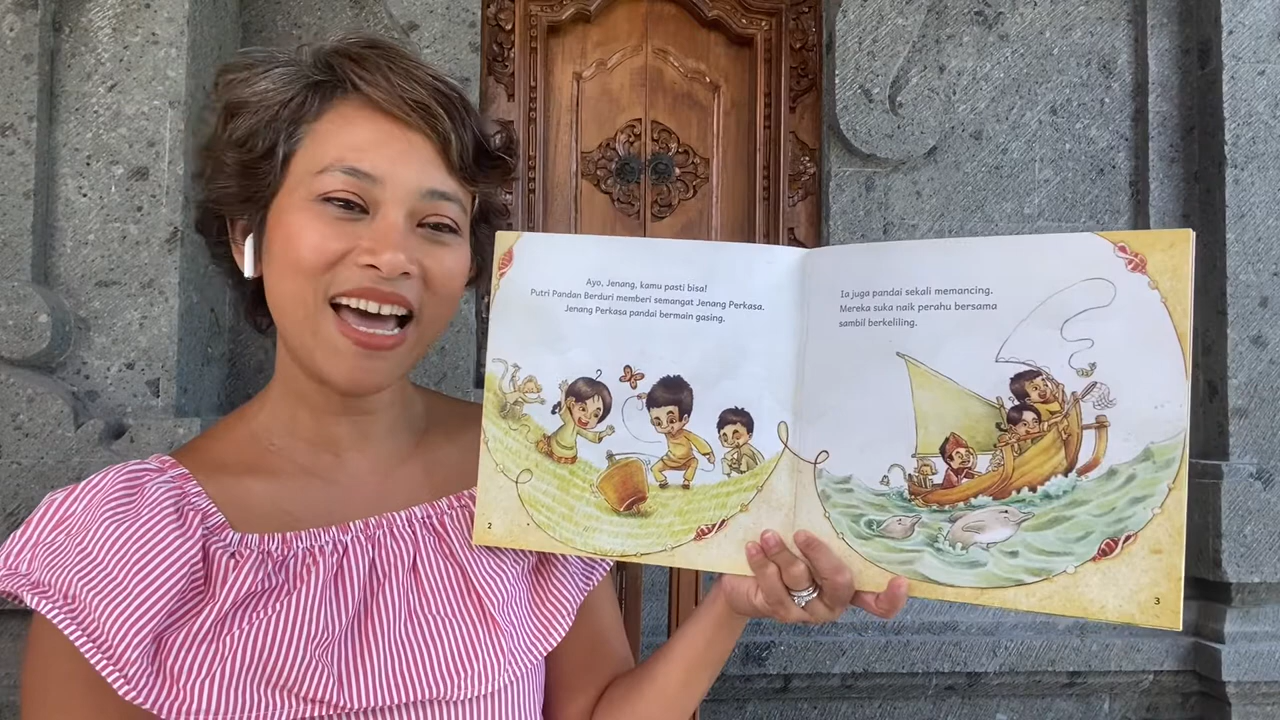 Ayo, Jenang, kamu pasti bisa!
Putri Pandan Berduri memberi semangat Jenang Perkasa.
Jenang Perkasa pandai bermain gasing.
2
Ia juga pandai sekali memancing.
Mereka suka naik perahu bersama
sambil berkeliling.
3